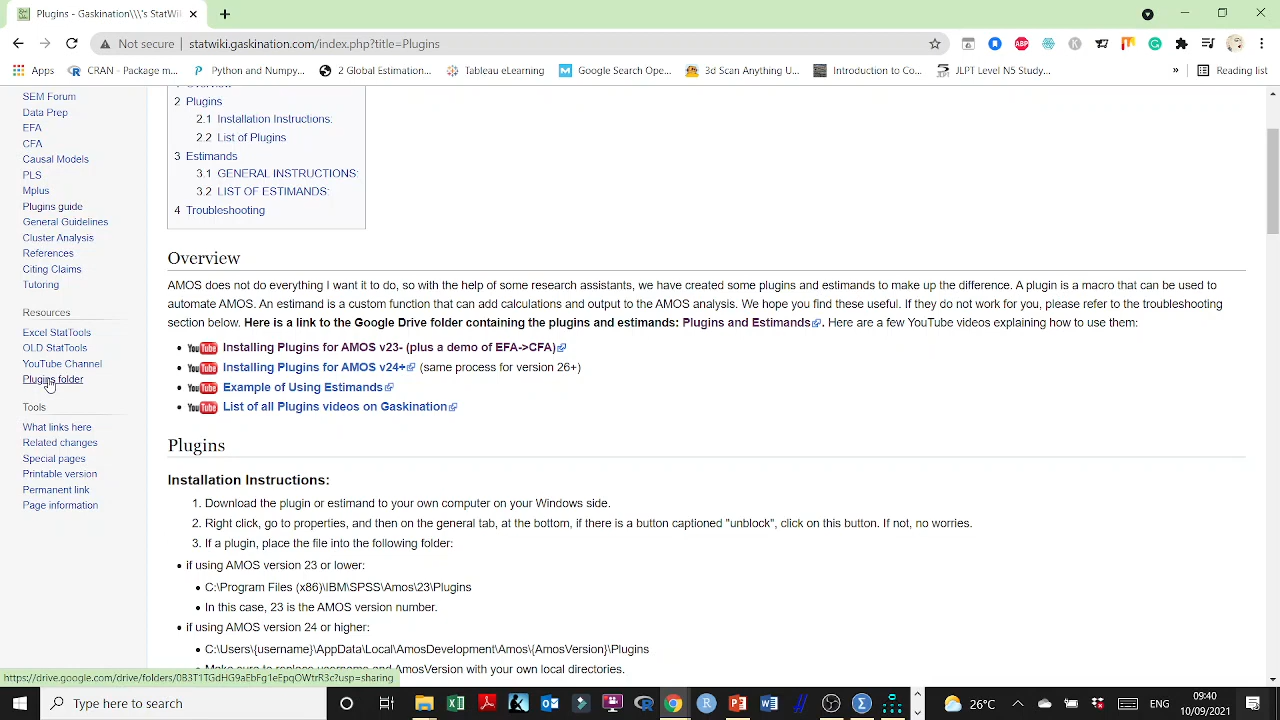 Plugins - Gaskination\\\'s StatWi
Not secure | statwiki.gaskination.com/index.php?title=Plugins
Apps
CRAN - Package m...
Python and Numpy...
2 Global Estimation...
Tableau eLearning
Google Search Ope...
3d Scan Anything U...
Introduction to Co...
JLPT Level N5 Study...
»
Reading list
SEM Forum
Data Prep
EFA
CFA
Causal Models
PLS
Mplus
Plugins guide
General Guidelines
Cluster Analysis
References
Citing Claims
Tutoring
Resources
Excel StatTools
OLD StatTools
YouTube Channel
Plugins folder
Tools
What links here
Related changes
Special pages
Printable version
Permanent link
Page information
2 Plugins
2.1 Installation Instructions:
2.2 List of Plugins
3 Estimands
3.1 GENERAL INSTRUCTIONS:
3.2 LIST OF ESTIMANDS:
4 Troubleshooting
Overview
AMOS does not do everything I want it to do, so with the help of some research assistants, we have created some plugins and estimands to make up the difference. A plugin is a macro that can be used to
automate AMOS. An estimand is a custom function that can add calculations and output to the AMOS analysis. We hope you find these useful. If they do not work for you, please refer to the troubleshooting
section below. Here is a link to the Google Drive folder containing the plugins and estimands: Plugins and Estimands. Here are a few YouTube videos explaining how to use them:
• YouTube Installing Plugins for AMOS v23- (plus a demo of EFA->CFA)
• YouTube Installing Plugins for AMOS v24+ (same process for version 26+)
• YouTube Example of Using Estimands
• YouTube List of all Plugins videos on Gaskination
Plugins
Installation Instructions:
1. Download the plugin or estimand to your own computer on your Windows side.
2. Right click, go to properties, and then on the general tab, at the bottom, if there is a button captioned "unblock", click on this button. If not, no worries.
3. If a plugin, place the file into the following folder:
• if using AMOS version 23 or lower:
• C:\Program Files (x86)\IBM\SPSS\Amos\23\Plugins
• In this case, 23 is the AMOS version number.
• if using AMOS version 24 or higher:
• C:\Users\{username}\AppData\Local\AmosDevelopment\Amos\{AmosVersion}\Plugins
• Make sure to replace username and AmosVersion with your own local directories.
Type here to search
26°C
ENG
09:40
10/09/2021